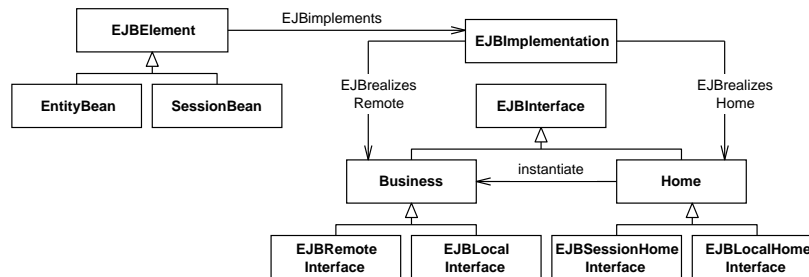 EJBimplements
EJBElement
EJBImplementation
EJBrealizes
Remote
EJBrealizes
Home
EntityBean
SessionBean
EJBInterface
instantiate
Business
Home
EJBRemote
Interface
EJBLocal
Interface
EJBSessionHome
Interface
EJBLocalHome
Interface